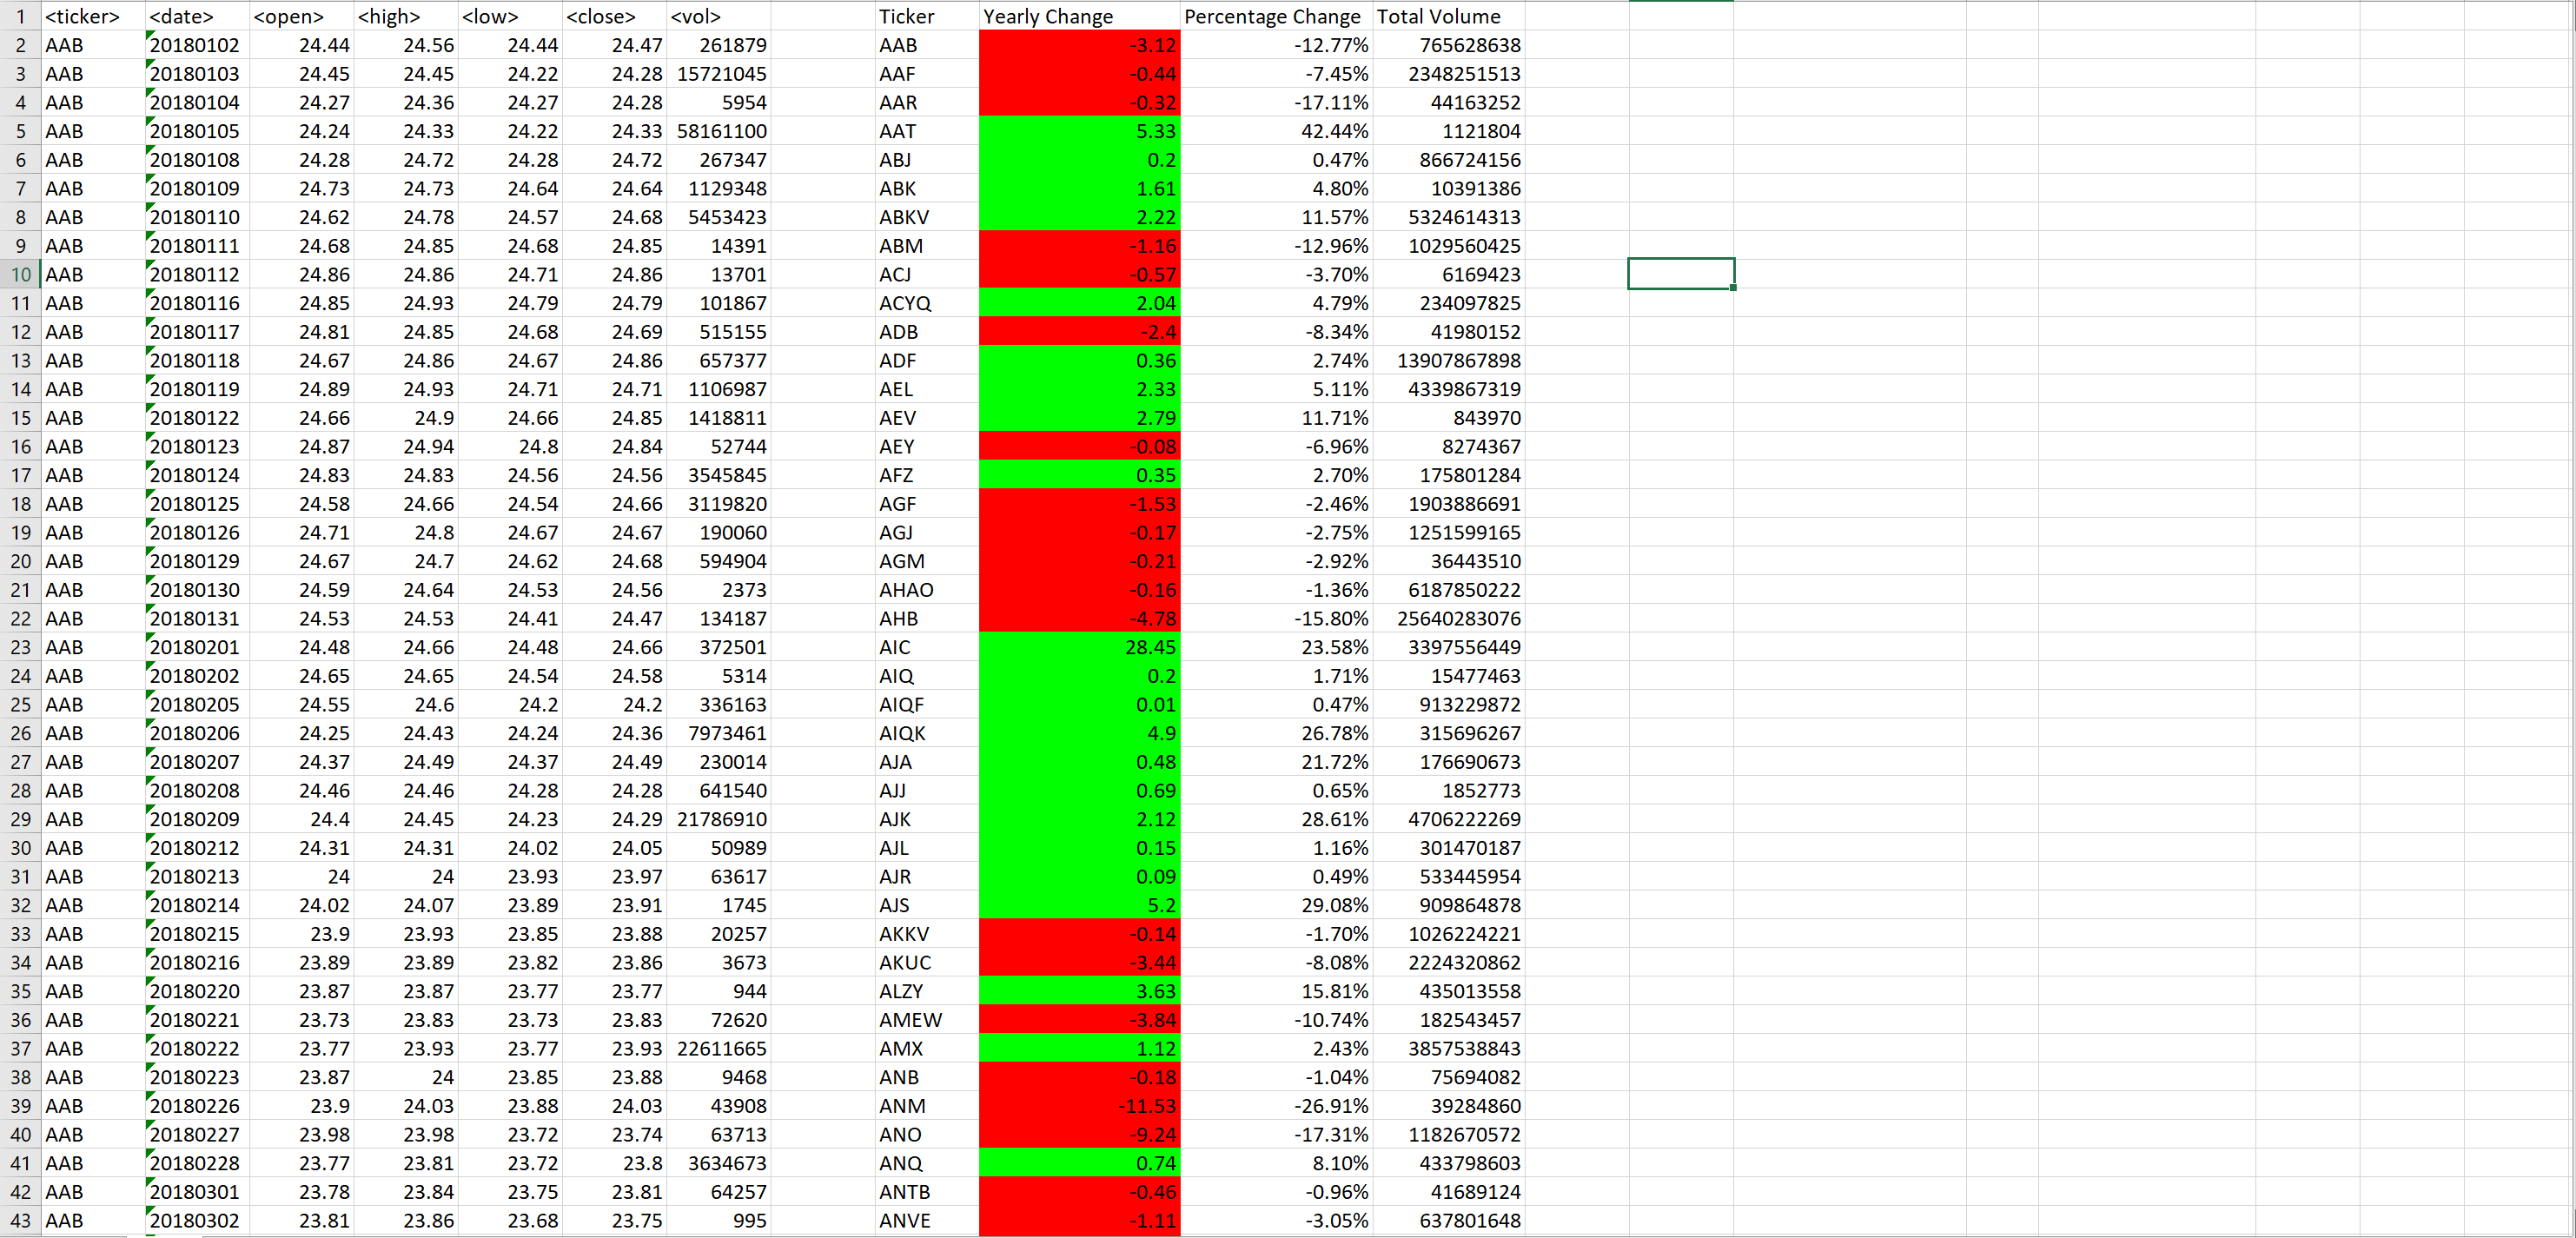 1 <ticker> <date> <open> <high> <low> <close> <vol> Ticker Yearly Change Percentage Change Total Volume
2 AAB 20180102 24.44 24.56 24.44 24.47 261879 AAB -3.12 -12.77% 765628638
3 AAB 20180103 24.45 24.45 24.22 24.28 15721045 AAF -0.44 -7.45% 2348251513
4 AAB 20180104 24.27 24.36 24.27 24.28 5954 AAR -0.32 -17.11% 44163252
5 AAB 20180105 24.24 24.33 24.22 24.33 58161100 AAT 5.33 42.44% 1121804
6 AAB 20180108 24.28 24.72 24.28 24.72 267347 ABJ 0.2 0.47% 866724156
7 AAB 20180109 24.73 24.73 24.64 24.64 1129348 ABK 1.61 4.80% 10391386
8 AAB 20180110 24.62 24.78 24.57 24.68 5453423 ABKV 2.22 11.57% 5324614313
9 AAB 20180111 24.68 24.85 24.68 24.85 14391 ABM -1.16 -12.96% 1029560425
10 AAB 20180112 24.86 24.86 24.71 24.86 13701 ACJ -0.57 -3.70% 6169423
11 AAB 20180116 24.85 24.93 24.79 24.79 101867 ACYQ 2.04 4.79% 234097825
12 AAB 20180117 24.81 24.85 24.68 24.69 515155 ADB -2.4 -8.34% 41980152
13 AAB 20180118 24.67 24.86 24.67 24.86 657377 ADF 0.36 2.74% 13907867898
14 AAB 20180119 24.89 24.93 24.71 24.71 1106987 AEL 2.33 5.11% 4339867319
15 AAB 20180122 24.66 24.9 24.66 24.85 1418811 AEV 2.79 11.71% 843970
16 AAB 20180123 24.87 24.94 24.8 24.84 52744 AEY -0.08 -6.96% 8274367
17 AAB 20180124 24.83 24.83 24.56 24.56 3545845 AFZ 0.35 2.70% 175801284
18 AAB 20180125 24.58 24.66 24.54 24.66 3119820 AGF -1.53 -2.46% 1903886691
19 AAB 20180126 24.71 24.8 24.67 24.67 190060 AGJ -0.17 -2.75% 1251599165
20 AAB 20180129 24.67 24.7 24.62 24.68 594904 AGM -0.21 -2.92% 36443510
21 AAB 20180130 24.59 24.64 24.53 24.56 2373 AHAO -0.16 -1.36% 6187850222
22 AAB 20180131 24.53 24.53 24.41 24.47 134187 AHB -4.78 -15.80% 25640283076
23 AAB 20180201 24.48 24.66 24.48 24.66 372501 AIC 28.45 23.58% 3397556449
24 AAB 20180202 24.65 24.65 24.54 24.58 5314 AIQ 0.2 1.71% 15477463
25 AAB 20180205 24.55 24.6 24.2 24.2 336163 AIQF 0.01 0.47% 913229872
26 AAB 20180206 24.25 24.43 24.24 24.36 7973461 AIQK 4.9 26.78% 315696267
27 AAB 20180207 24.37 24.49 24.37 24.49 230014 AJA 0.48 21.72% 176690673
28 AAB 20180208 24.46 24.46 24.28 24.28 641540 AJJ 0.69 0.65% 1852773
29 AAB 20180209 24.4 24.45 24.23 24.29 21786910 AJK 2.12 28.61% 4706222269
30 AAB 20180212 24.31 24.31 24.02 24.05 50989 AJL 0.15 1.16% 301470187
31 AAB 20180213 24 24 23.93 23.97 63617 AJR 0.09 0.49% 533445954
32 AAB 20180214 24.02 24.07 23.89 23.91 1745 AJS 5.2 29.08% 909864878
33 AAB 20180215 23.9 23.93 23.85 23.88 20257 AKKV -0.14 -1.70% 1026224221
34 AAB 20180216 23.89 23.89 23.82 23.86 3673 AKUC -3.44 -8.08% 2224320862
35 AAB 20180220 23.87 23.87 23.77 23.77 944 ALZY 3.63 15.81% 435013558
36 AAB 20180221 23.73 23.83 23.73 23.83 72620 AMEW -3.84 -10.74% 182543457
37 AAB 20180222 23.77 23.93 23.77 23.93 22611665 AMX 1.12 2.43% 3857538843
38 AAB 20180223 23.87 24 23.85 23.88 9468 ANB -0.18 -1.04% 75694082
39 AAB 20180226 23.9 24.03 23.88 24.03 43908 ANM -11.53 -26.91% 39284860
40 AAB 20180227 23.98 23.98 23.72 23.74 63713 ANO -9.24 -17.31% 1182670572
41 AAB 20180228 23.77 23.81 23.72 23.8 3634673 ANQ 0.74 8.10% 433798603
42 AAB 20180301 23.78 23.84 23.75 23.81 64257 ANTB -0.46 -0.96% 41689124
43 AAB 20180302 23.81 23.86 23.68 23.75 995 ANVE -1.11 -3.05% 637801648